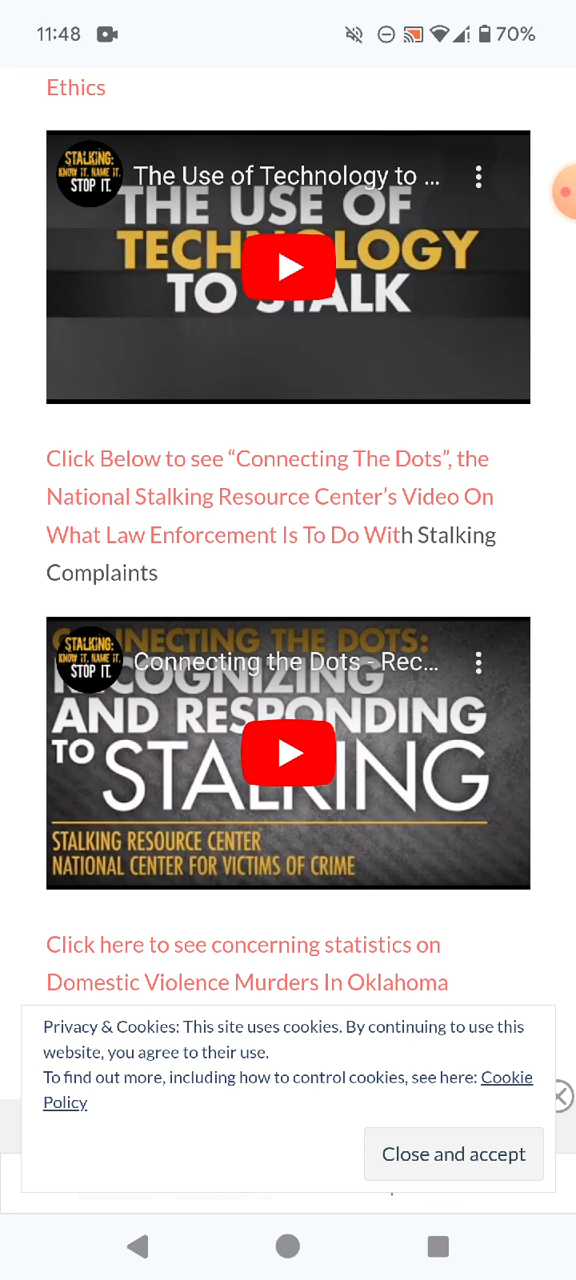 11:48
70%
Ethics
STALKING:
KNOW IT. NAME IT.
STOP IT.
The Use of Technology to ...
THE USE OF
TECHNOLOGY
TO STALK
Click Below to see “Connecting The Dots”, the
National Stalking Resource Center’s Video On
What Law Enforcement Is To Do With Stalking
Complaints
CONNECTING THE DOTS:
STALKING:
KNOW IT. NAME IT.
STOP IT.
Connecting the Dots - Rec...
RECOGNIZING
AND RESPONDING
TO STALKING
STALKING RESOURCE CENTER
NATIONAL CENTER FOR VICTIMS OF CRIME
Click here to see concerning statistics on
Domestic Violence Murders In Oklahoma
Privacy & Cookies: This site uses cookies. By continuing to use this
website, you agree to their use.
To find out more, including how to control cookies, see here: Cookie
Policy
Close and accept